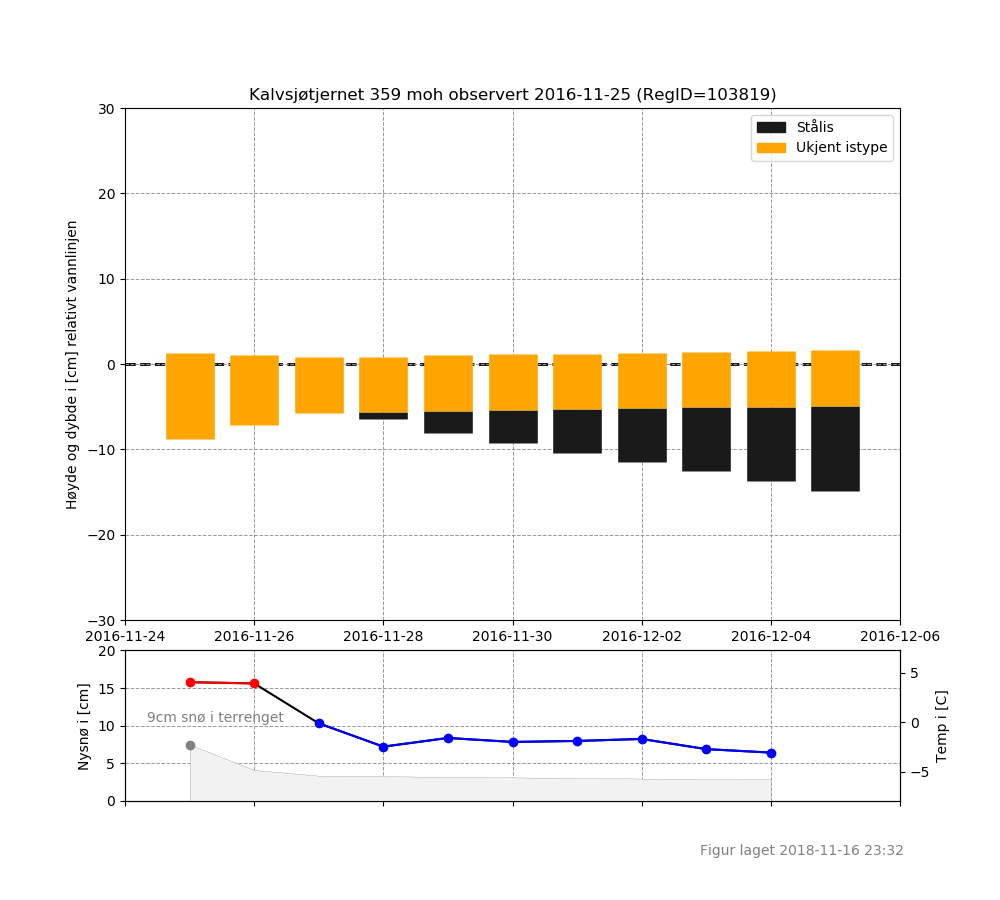 Kalvsjøtjernet 359 moh observert 2016-11-25 (RegID=103819)
Stålis
Ukjent istype
Høyde og dybde i [cm] relativt vannlinjen
30
20
10
0
−10
−20
−30
2016-11-24 2016-11-26 2016-11-28 2016-11-30 2016-12-02 2016-12-04 2016-12-06
Nysnø i [cm]
20
15
10
5
0
9cm snø i terrenget
5
0
−5
Temp i [C]
Figur laget 2018-11-16 23:32